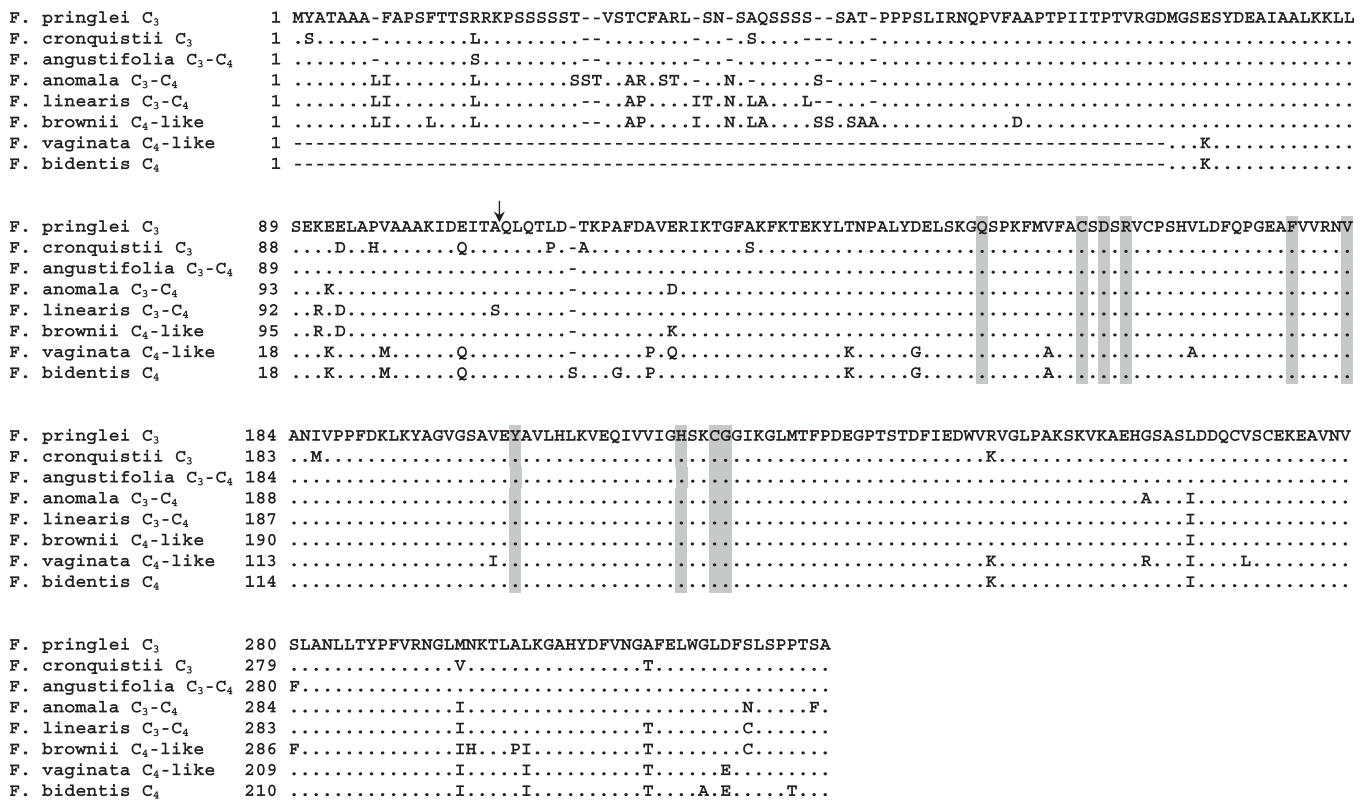 F. pringlei C₃ 1 MYATAAA-FAPSFTTSRRKPSSSSST--VSTCFARL-SN-SAQSSSS--SAT-PPPSLIRNQPVFAAPTPIITPTVRGDMGSESYDEAIAALKKLL
F. cronquistii C₃ 1 .S.....-........L.........--........-..-.S....---...-...........................................
F. angustifolia C₃-C₄ 1 .......-........S.........--........-..-.......--...-...........................................
F. anomala C₃-C₄ 1 .......LI.......L........SST..AR.ST.-..N.-.....S-...-...........................................
F. linearis C₃-C₄ 1 .......LI.......L.........--..AP....IT.N.LA...L--...-...........................................
F. brownii C₄-like 1 .......LI...F...L.........--..AP....I..N.LA....SS.SAA............D..............................
F. vaginata C₄-like 1 -------------------------------------------------------------------------------...K.............
F. bidentis C₄ 1 -------------------------------------------------------------------------------...K.............
F. pringlei C₃ 89 SEKEELAPVAAAKIDEITAQLQTLD-TKPAFDAVERIKTGFAKFKTEKYLTNPALYDELSKGQSPKFMVFACSDSRVCPSHVLDFQPGEAFVVRNV
F. cronquistii C₃ 88 ....D..H.......Q.......P.-A..............S......................................................
F. angustifolia C₃-C₄ 89 .........................-......................................................................
F. anomala C₃-C₄ 93 ...K.....................-........D.............................................................
F. linearis C₃-C₄ 92 ..R.D.............S......-......................................................................
F. brownii C₄-like 95 ..R.D....................-........K.............................................................
F. vaginata C₄-like 18 ...K....M......Q.........-......P.Q...............K.....G...........A............A..............
F. bidentis C₄ 18 ...K....M......Q.........S...G..P.................K.....G...........A...........................
F. pringlei C₃ 184 ANIVPPFDKLKYAGVGSAVEYAVLHLKVEQIVVIGHSKCGGIKGLMTFPDEGPTSTDFIEDWVRVGLPAKSKVKAEHGSASLDDQCVSCEKEAVNV
F. cronquistii C₃ 183 ..M............................................................R................................
F. angustifolia C₃-C₄ 184 ................................................................................................
F. anomala C₃-C₄ 188 .............................................................................A...I..............
F. linearis C₃-C₄ 187 .................................................................................I..............
F. brownii C₄-like 190 .................................................................................I..............
F. vaginata C₄-like 113 ..................I............................................K.............R...I....L.........
F. bidentis C₄ 114 ...............................................................K.................I..............
F. pringlei C₃ 280 SLANLLTYPFVRNGLMNKTLALKGAHYDFVNGAFELWGLDFSLSPPTSA
F. cronquistii C₃ 279 ...............V................T................
F. angustifolia C₃-C₄ 280 F................................................
F. anomala C₃-C₄ 284 ...............I.........................N.....F.
F. linearis C₃-C₄ 283 ...............I................T........C.......
F. brownii C₄-like 286 F..............IH...PI..........T........C.......
F. vaginata C₄-like 209 ...............I.....I..........T......E.........
F. bidentis C₄ 210 ...............I.....I..........T....A.E.....T...